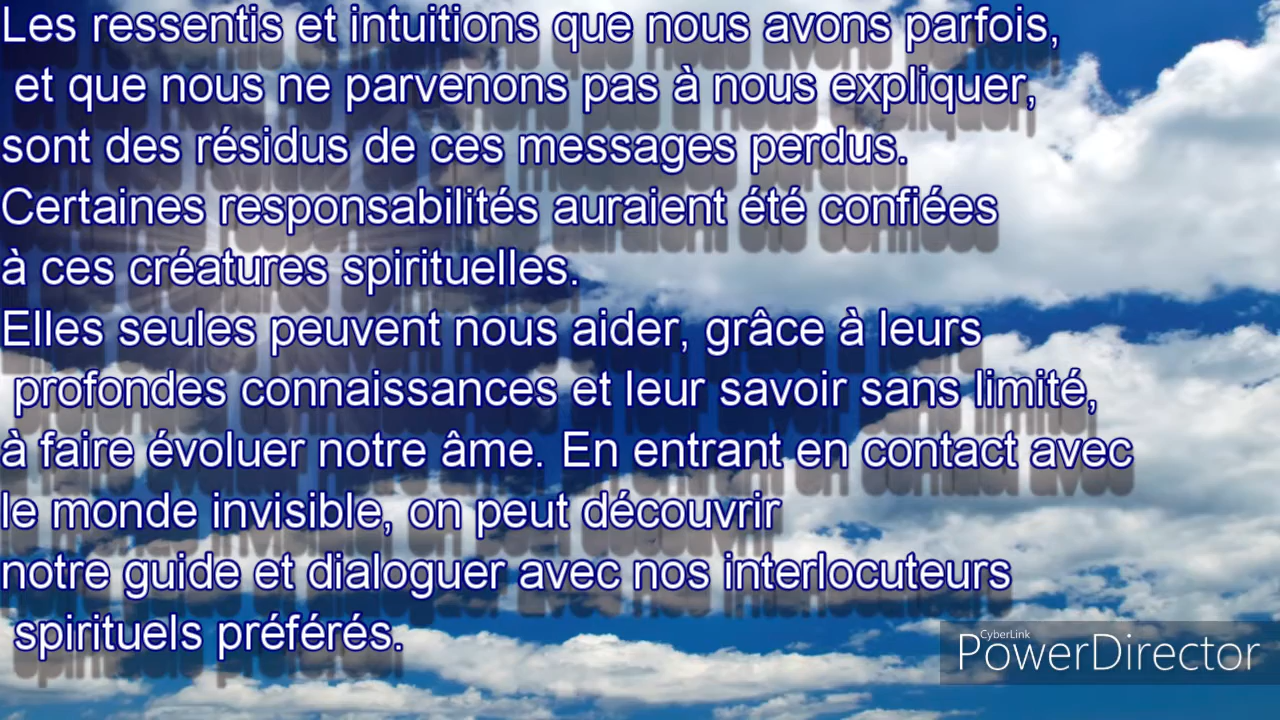 Les ressentis et intuitions que nous avons parfois,
et que nous ne parvenons pas à nous expliquer,
sont des résidus de ces messages perdus.
Certaines responsabilités auraient été confiées
à ces créatures spirituelles.
Elles seules peuvent nous aider, grâce à leurs
profondes connaissances et leur savoir sans limité,
à faire évoluer notre âme. En entrant en contact avec
le monde invisible, on peut découvrir
notre guide et dialoguer avec nos interlocuteurs
spirituels préférés.
CyberLink
PowerDirector